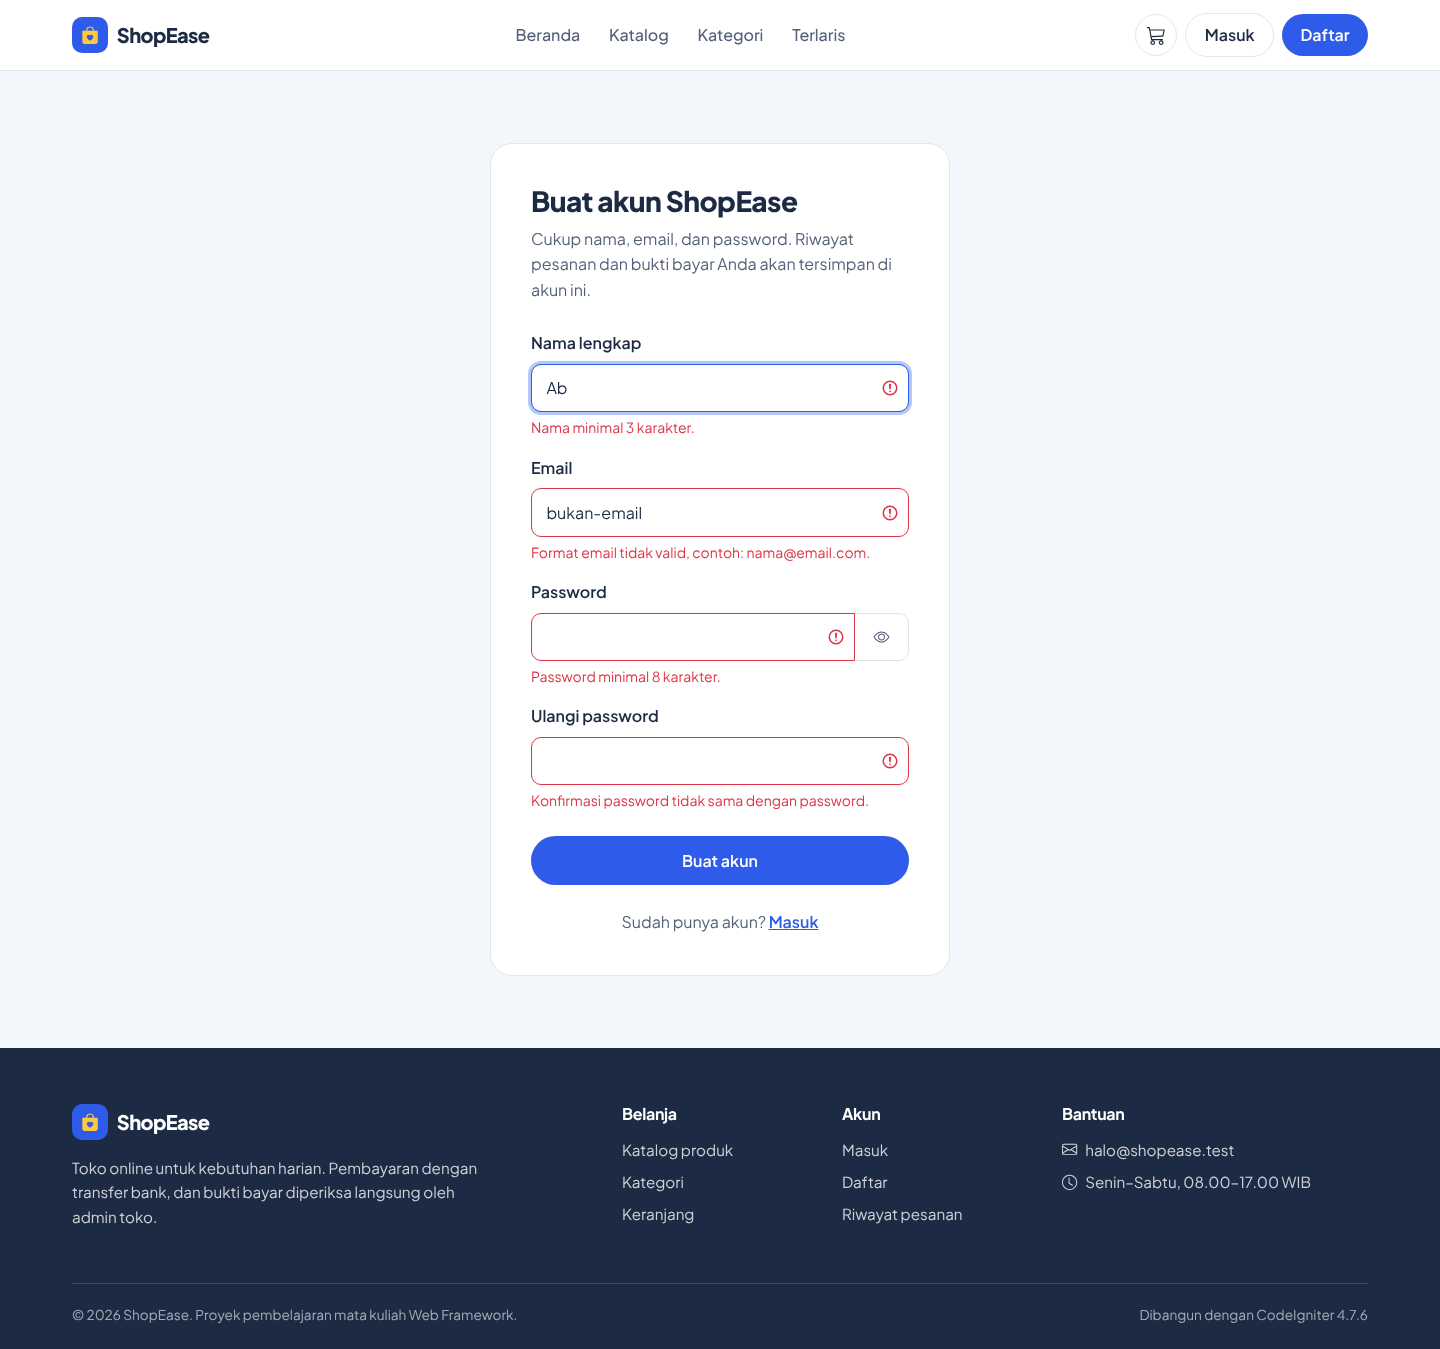 ShopEase
Beranda
Katalog
Kategori
Terlaris
Masuk
Daftar
Buat akun ShopEase
Cukup nama, email, dan password. Riwayat
pesanan dan bukti bayar Anda akan tersimpan di
akun ini.
Nama lengkap
Ab
Nama minimal 3 karakter.
Email
bukan-email
Format email tidak valid, contoh: nama@email.com.
Password
Password minimal 8 karakter.
Ulangi password
Konfirmasi password tidak sama dengan password.
Buat akun
Sudah punya akun? Masuk
ShopEase
Toko online untuk kebutuhan harian. Pembayaran dengan
transfer bank, dan bukti bayar diperiksa langsung oleh
admin toko.
Belanja
Katalog produk
Kategori
Keranjang
Akun
Masuk
Daftar
Riwayat pesanan
Bantuan
halo@shopease.test
Senin–Sabtu, 08.00–17.00 WIB
© 2026 ShopEase. Proyek pembelajaran mata kuliah Web Framework.
Dibangun dengan CodeIgniter 4.7.6